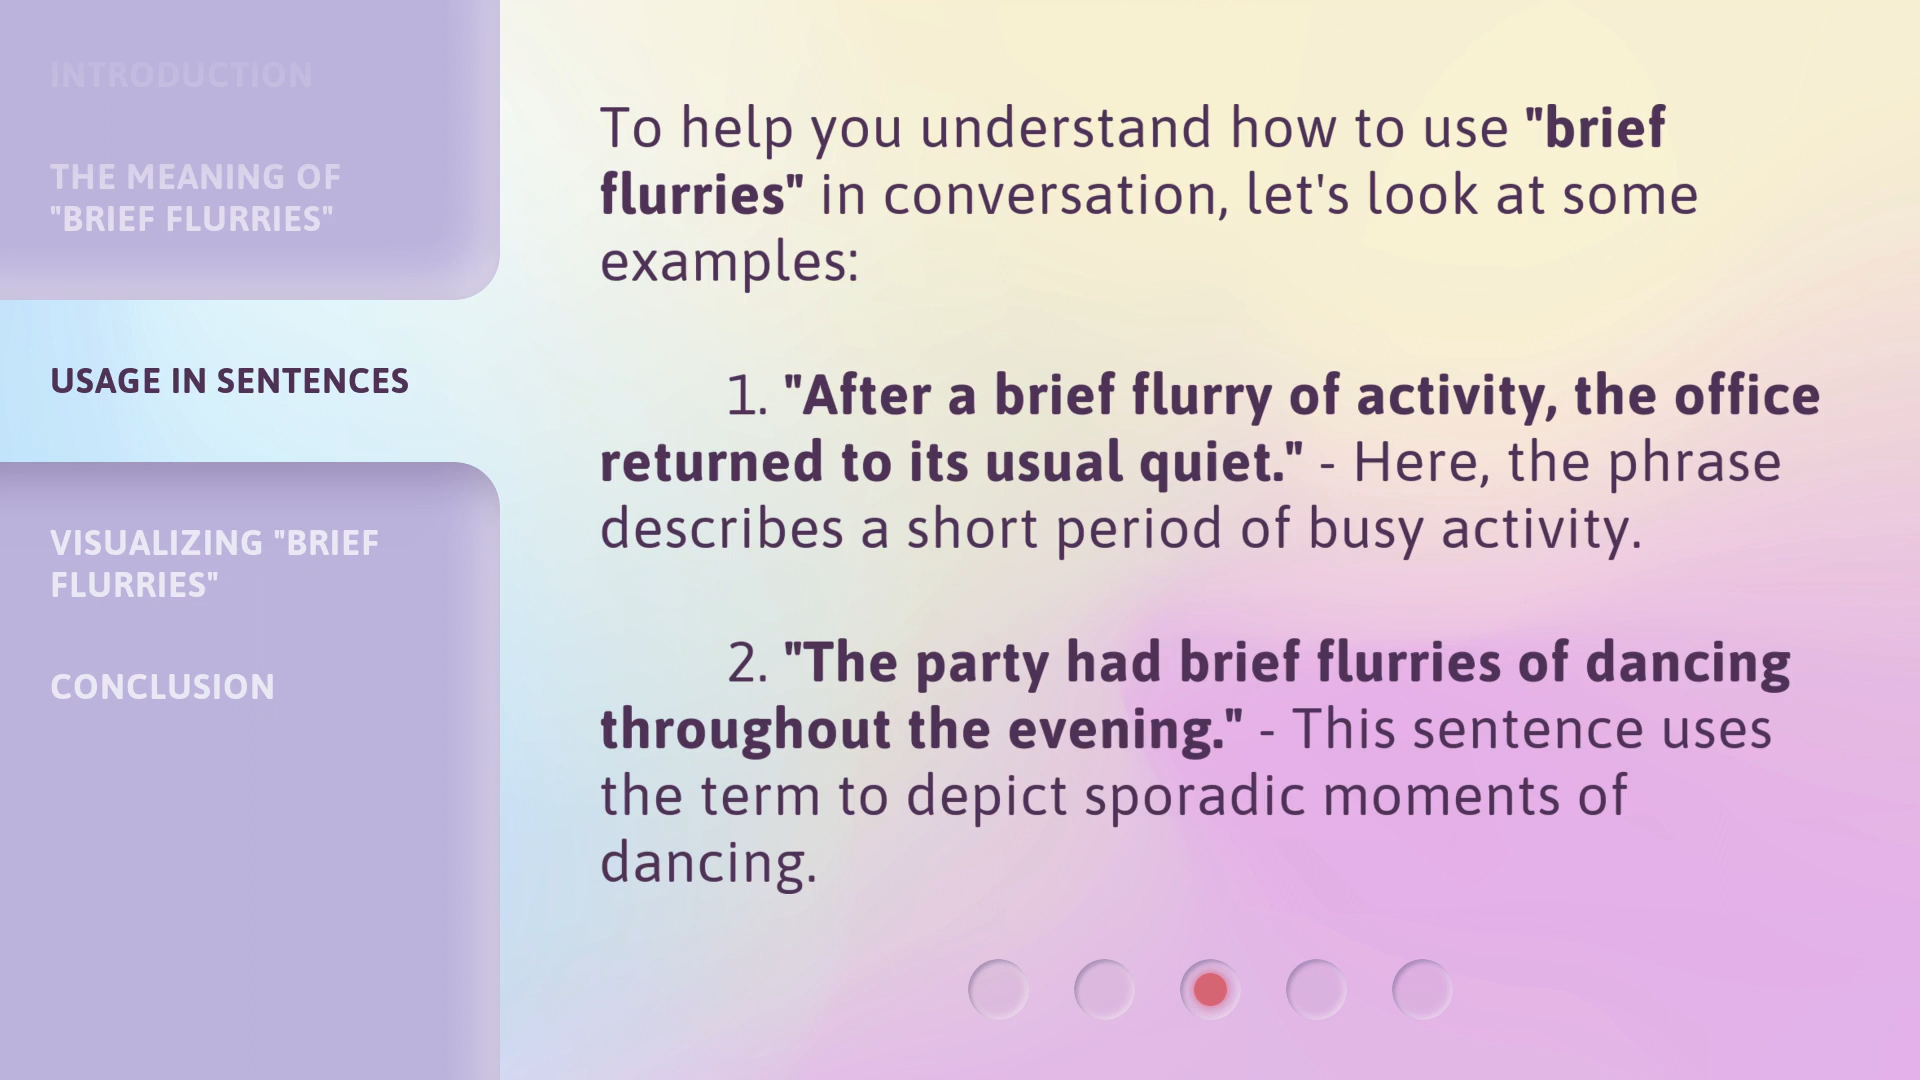 INTRODUCTION
THE MEANING OF
"BRIEF FLURRIES"
USAGE IN SENTENCES
VISUALIZING "BRIEF
FLURRIES"
CONCLUSION
To help you understand how to use "brief
flurries" in conversation, let's look at some
examples:
1. "After a brief flurry of activity, the office
returned to its usual quiet." - Here, the phrase
describes a short period of busy activity.
2. "The party had brief flurries of dancing
throughout the evening." - This sentence uses
the term to depict sporadic moments of
dancing.